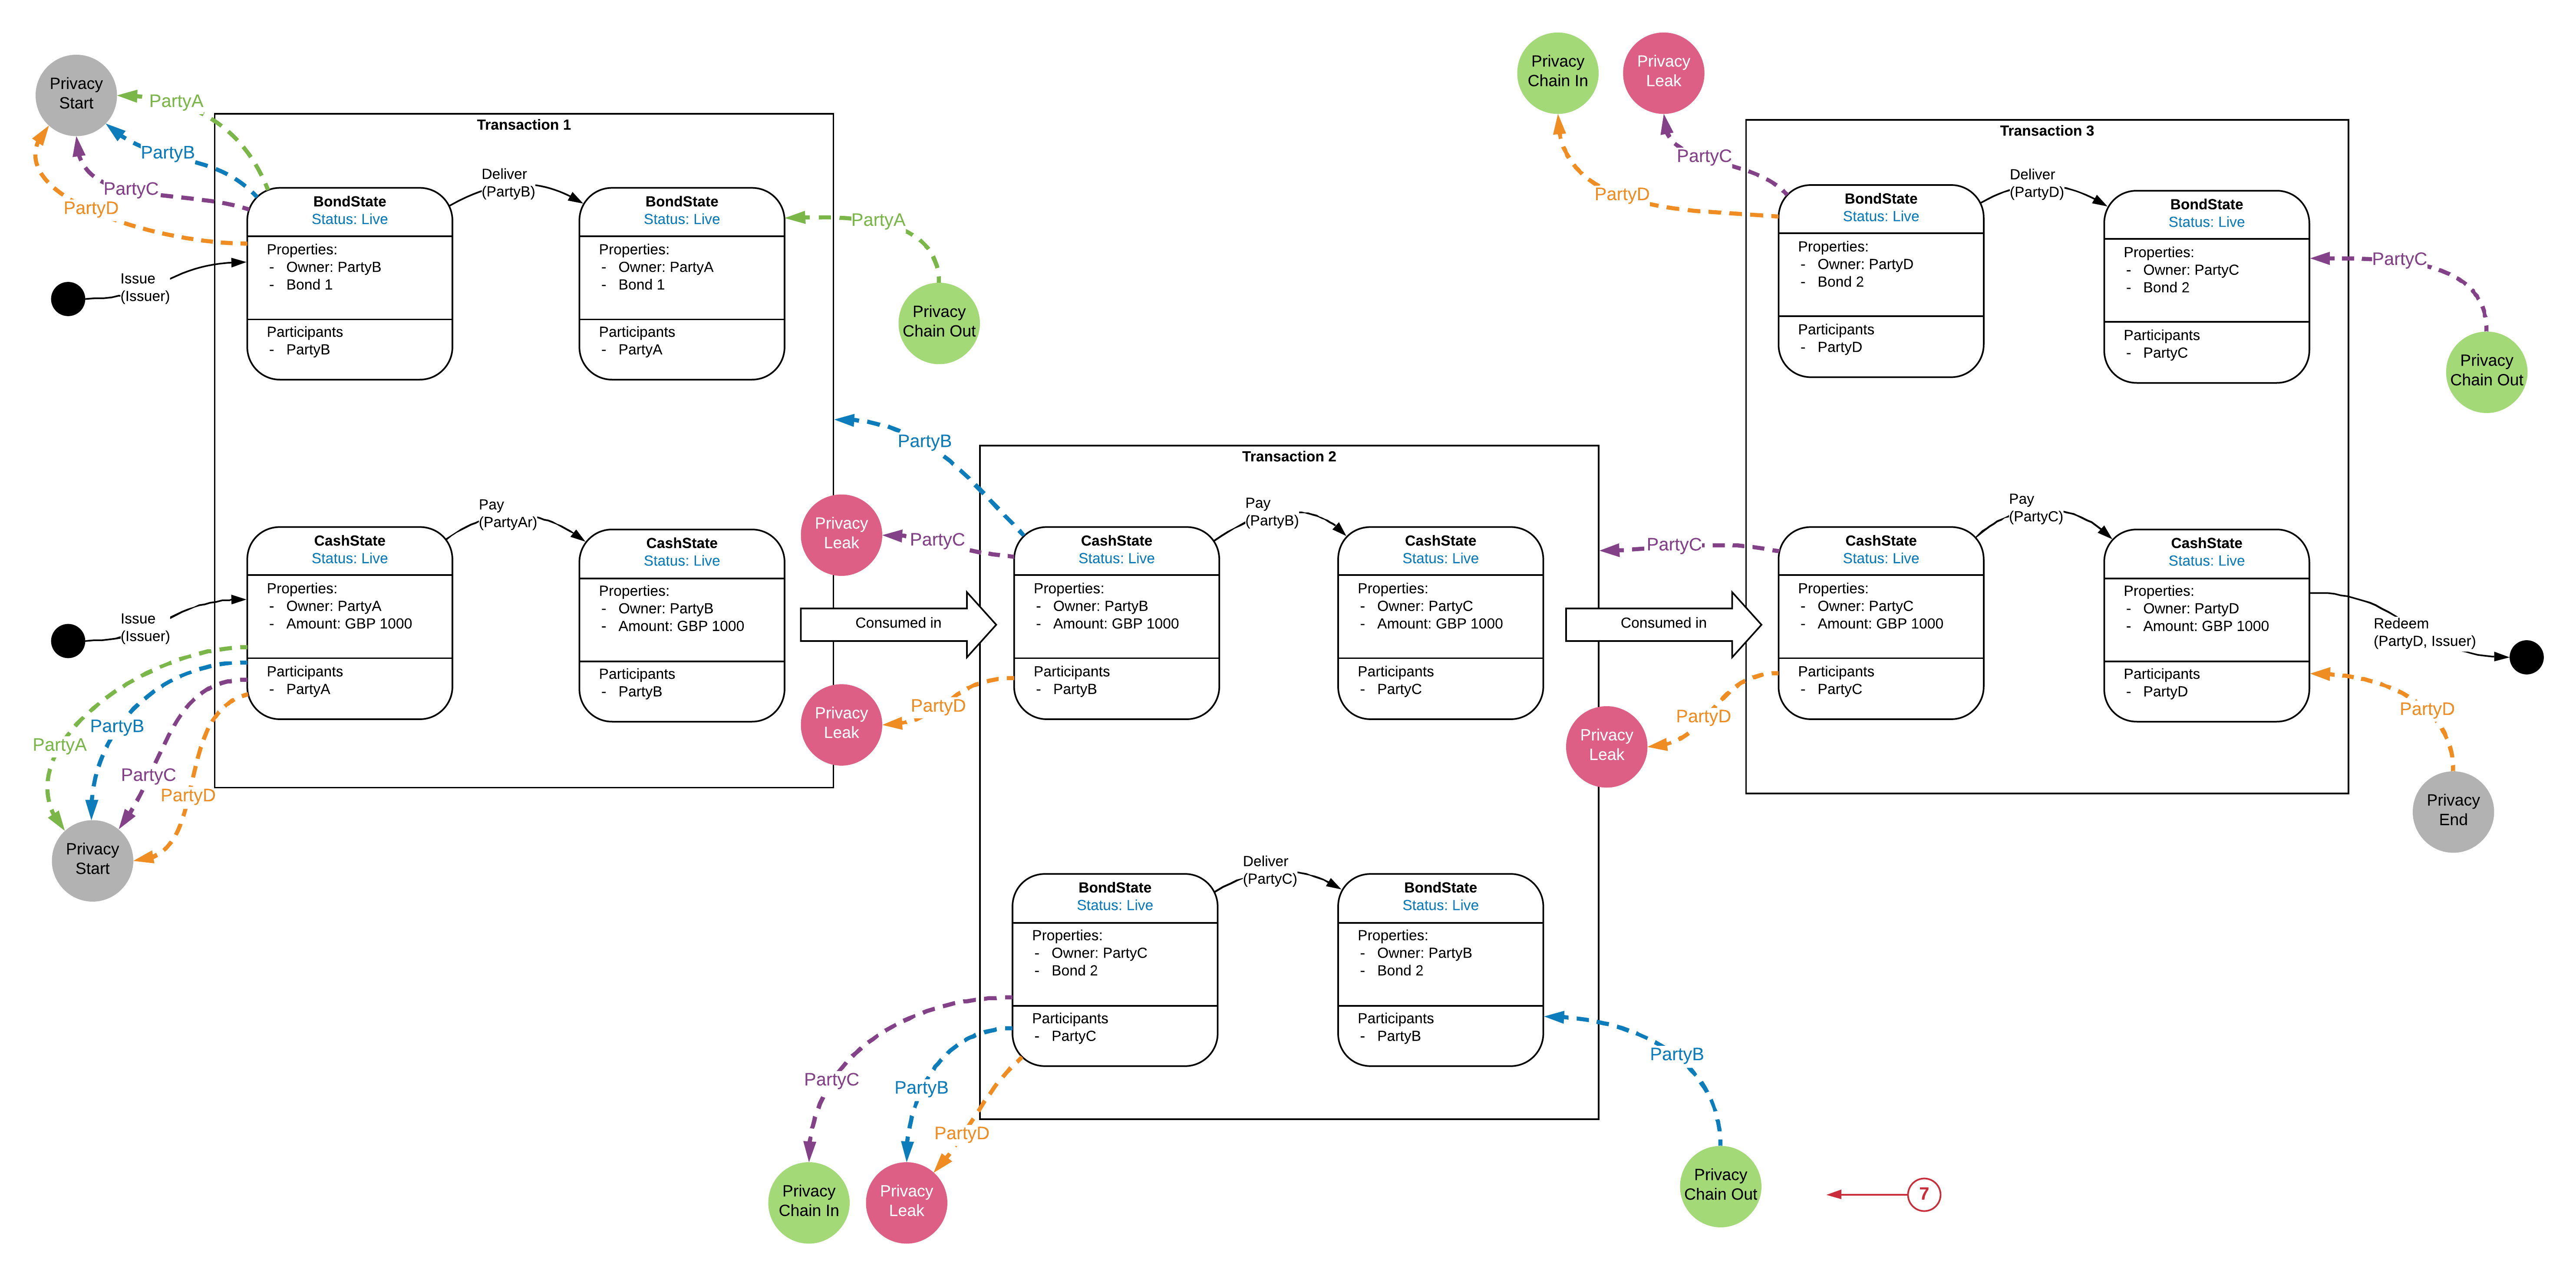 Privacy
Start
PartyA
PartyB
PartyC
PartyD
Issue
(Issuer)
Transaction 1
BondState
Status: Live
Properties:
- Owner: PartyB
- Bond 1
Participants
- PartyB
Deliver
(PartyB)
BondState
Status: Live
Properties:
- Owner: PartyA
- Bond 1
Participants
- PartyA
PartyA
Privacy
Chain Out
Issue
(Issuer)
CashState
Status: Live
Properties:
- Owner: PartyA
- Amount: GBP 1000
Participants
- PartyA
Pay
(PartyAr)
CashState
Status: Live
Properties:
- Owner: PartyB
- Amount: GBP 1000
Participants
- PartyB
PartyA
PartyB
PartyC
PartyD
Privacy
Start
PartyB
Privacy
Leak
PartyC
Consumed in
Privacy
Leak
PartyD
Transaction 2
CashState
Status: Live
Properties:
- Owner: PartyB
- Amount: GBP 1000
Participants
- PartyB
Pay
(PartyB)
CashState
Status: Live
Properties:
- Owner: PartyC
- Amount: GBP 1000
Participants
- PartyC
BondState
Status: Live
Properties:
- Owner: PartyC
- Bond 2
Participants
- PartyC
Deliver
(PartyC)
BondState
Status: Live
Properties:
- Owner: PartyB
- Bond 2
Participants
- PartyB
PartyC
PartyB
PartyD
Privacy
Chain In
Privacy
Leak
PartyB
Privacy
Chain Out
Privacy
Chain In
Privacy
Leak
PartyC
PartyD
PartyC
Consumed in
PartyD
Privacy
Leak
Transaction 3
BondState
Status: Live
Properties:
- Owner: PartyD
- Bond 2
Participants
- PartyD
Deliver
(PartyD)
BondState
Status: Live
Properties:
- Owner: PartyC
- Bond 2
Participants
- PartyC
PartyC
Privacy
Chain Out
CashState
Status: Live
Properties:
- Owner: PartyC
- Amount: GBP 1000
Participants
- PartyC
Pay
(PartyC)
CashState
Status: Live
Properties:
- Owner: PartyD
- Amount: GBP 1000
Participants
- PartyD
Redeem
(PartyD, Issuer)
PartyD
Privacy
End
7